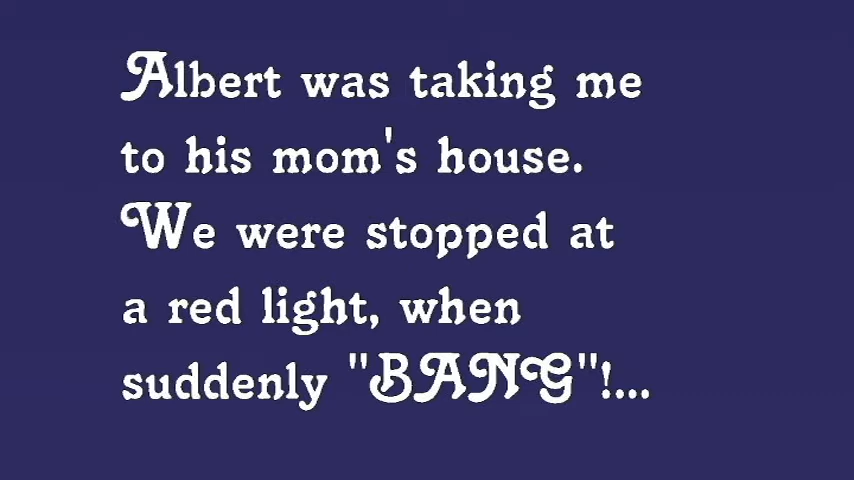 Albert was taking me
to his mom's house.
We were stopped at
a red light, when
suddenly "BANG"!...